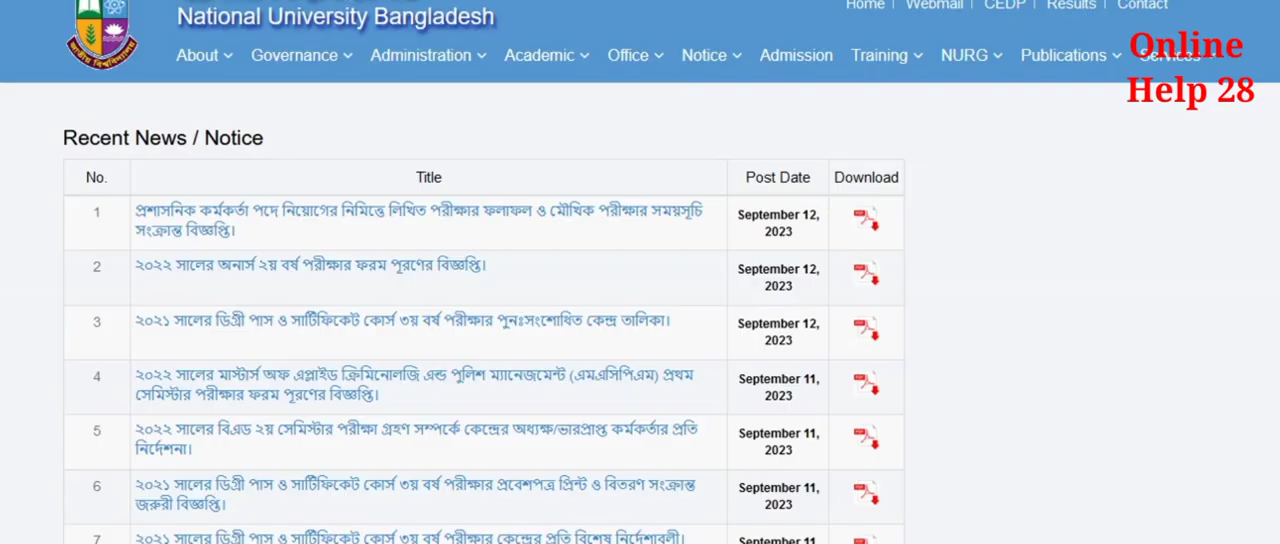 National University Bangladesh
Home Webmail CEDP Results Contact
About Governance Administration Academic Office Notice Admission Training NURG Publications Services
Online
Help 28
জাতীয় বিশ্ববিদ্যালয়
Recent News / Notice
No. Title Post Date Download
1 প্রশাসনিক কর্মকর্তা পদে নিয়োগের নিমিত্তে লিখিত পরীক্ষার ফলাফল ও মৌখিক পরীক্ষার সময়সূচি September 12,
সংক্রান্ত বিজ্ঞপ্তি। 2023
2 ২০২২ সালের অনার্স ২য় বর্ষ পরীক্ষার ফরম পূরণের বিজ্ঞপ্তি। September 12,
2023
3 ২০২১ সালের ডিগ্রী পাস ও সার্টিফিকেট কোর্স ৩য় বর্ষ পরীক্ষার পুনঃসংশোধিত কেন্দ্র তালিকা। September 12,
2023
4 ২০২২ সালের মাস্টার্স অফ এপ্লাইড ক্রিমিনোলজি এন্ড পুলিশ ম্যানেজমেন্ট (এমএসিপিএম) প্রথম September 11,
সেমিস্টার পরীক্ষার ফরম পূরণের বিজ্ঞপ্তি। 2023
5 ২০২২ সালের বিএড ২য় সেমিস্টার পরীক্ষা গ্রহণ সম্পর্কে কেন্দ্রের অধ্যক্ষ/ভারপ্রাপ্ত কর্মকর্তার প্রতি September 11,
নির্দেশনা। 2023
6 ২০২১ সালের ডিগ্রী পাস ও সার্টিফিকেট কোর্স ৩য় বর্ষ পরীক্ষার প্রবেশপত্র প্রিন্ট ও বিতরণ সংক্রান্ত September 11,
জরুরী বিজ্ঞপ্তি। 2023
7 ২০২১ সালের ডিগ্রী পাস ও সার্টিফিকেট কোর্স ৩য় বর্ষ পরীক্ষার কেন্দ্রের প্রতি বিশেষ নির্দেশাবলী। September 11,